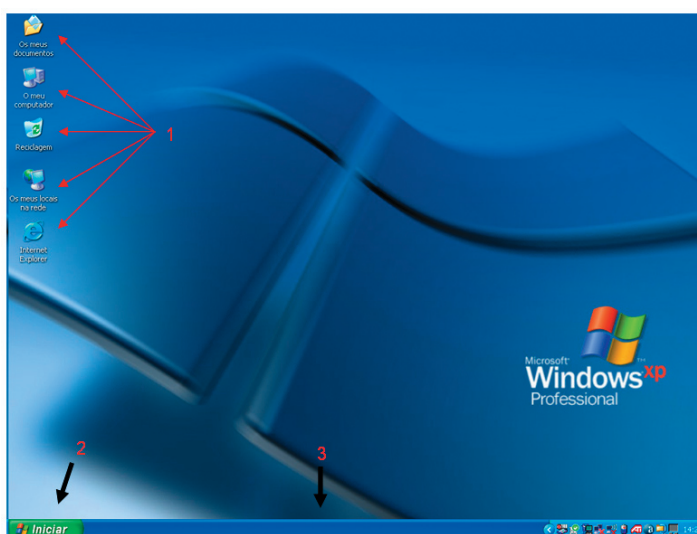 Os meus
documentos
O meu
computador
1
Reciclagem
Os meus locais
na rede
Internet
Explorer
Microsoft
Windows xp
Professional
2
3
Iniciar
ATI